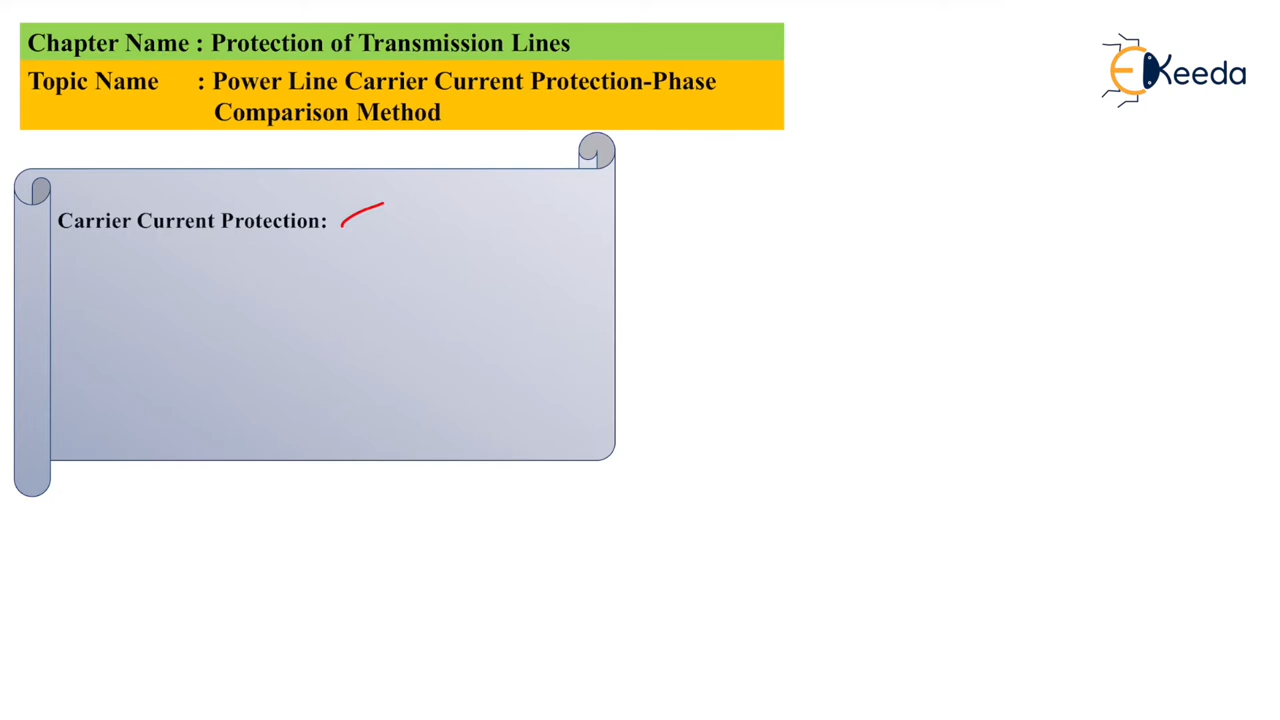 Chapter Name : Protection of Transmission Lines
Topic Name : Power Line Carrier Current Protection-Phase
Comparison Method
EKeeda
Carrier Current Protection: